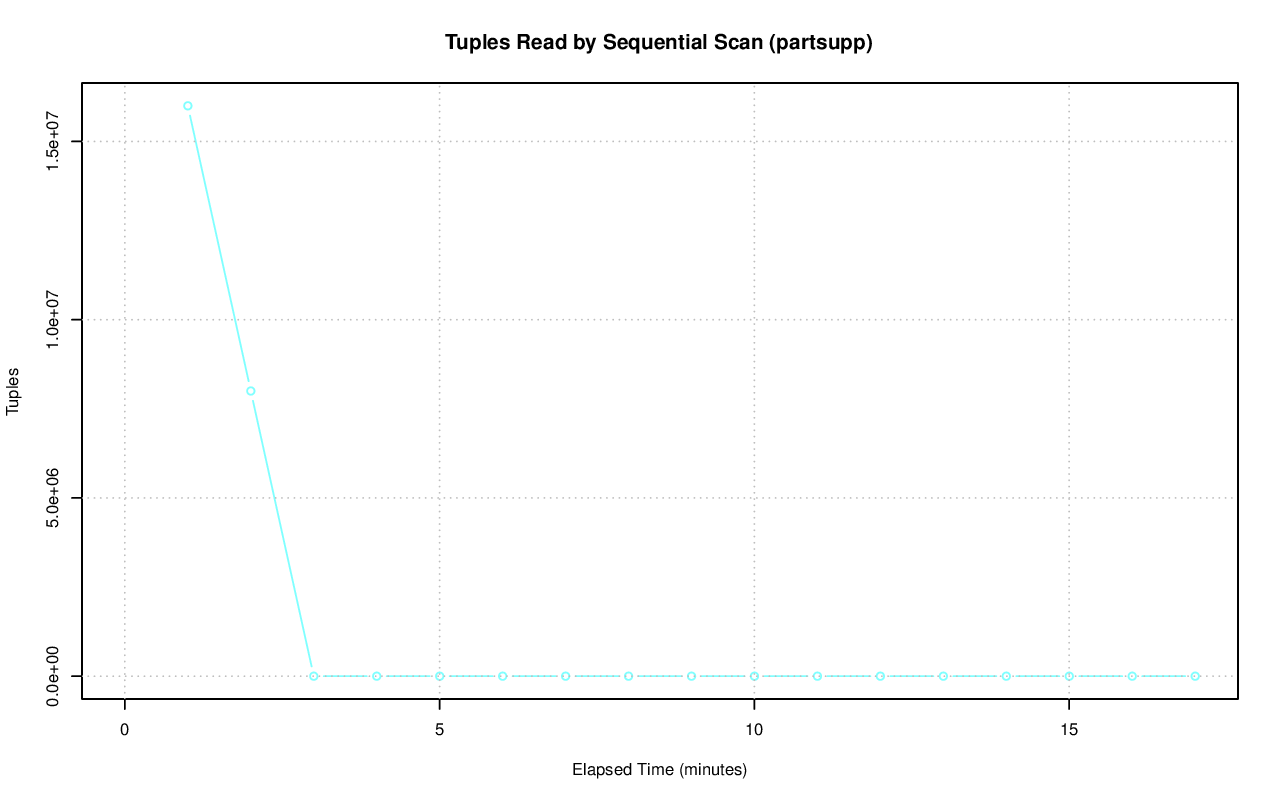 Tuples Read by Sequential Scan (partsupp)
1.5e+07
1.0e+07
5.0e+06
0.0e+00
Tuples
0 5 10 15
Elapsed Time (minutes)